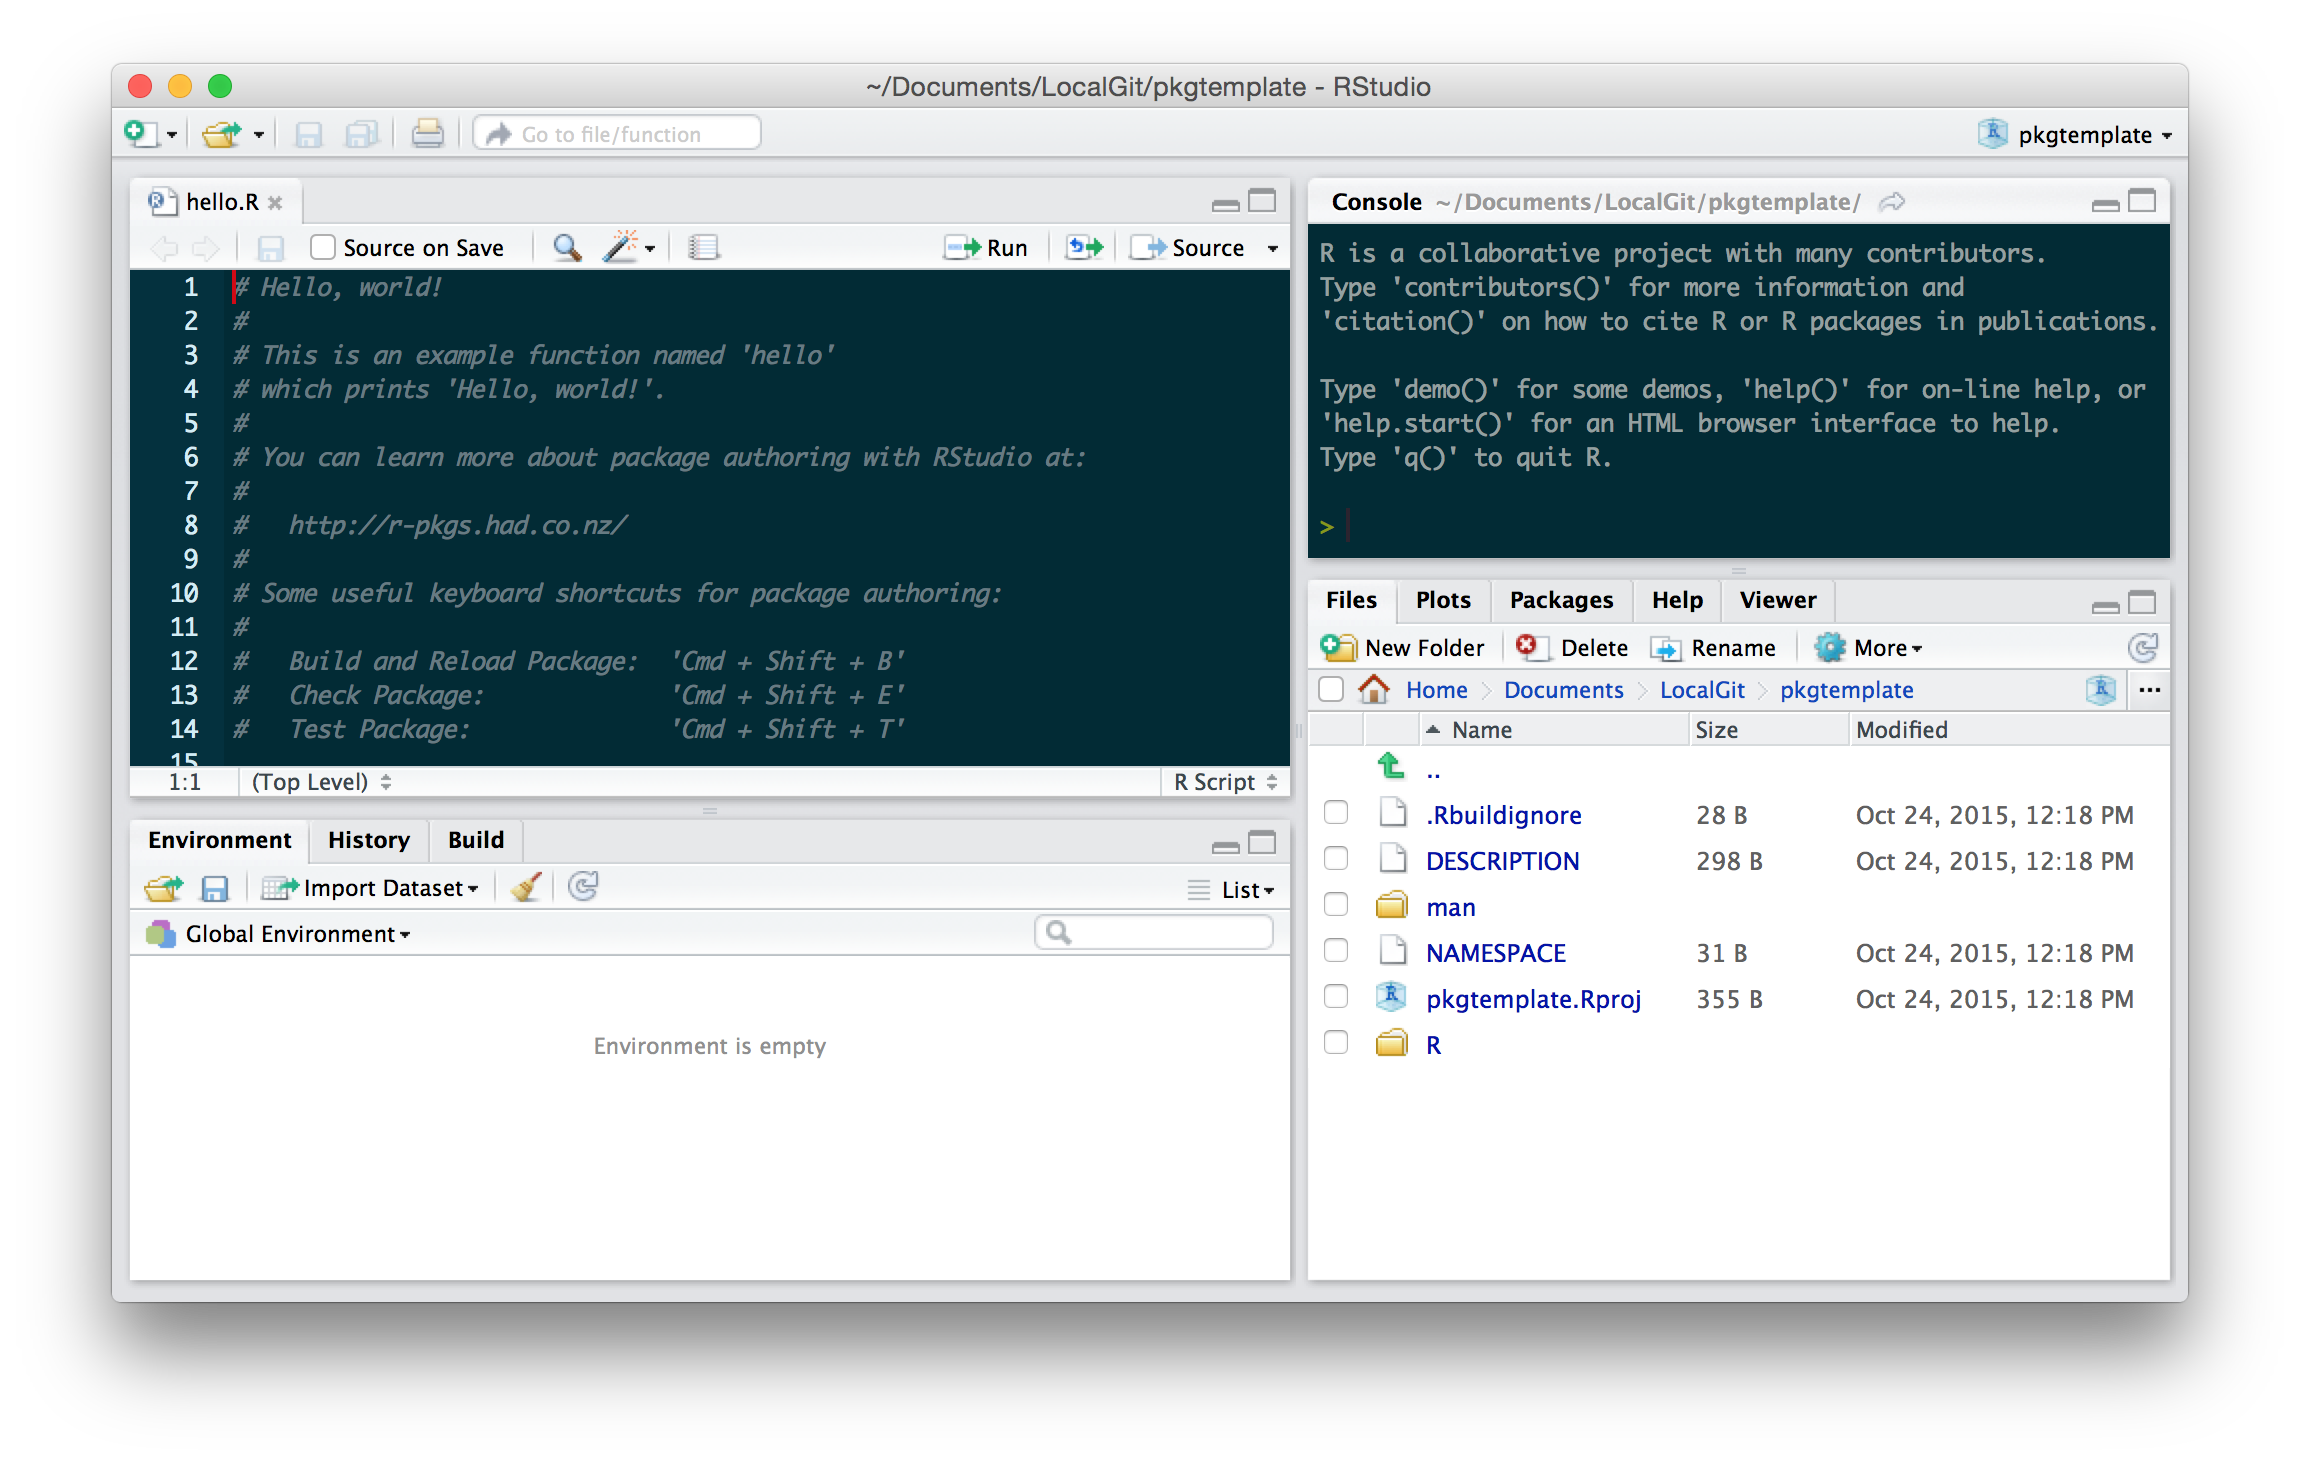 ~/Documents/LocalGit/pkgtemplate - RStudio
Go to file/function
pkgtemplate
hello.R
Source on Save
Run
Source
1 # Hello, world!
2 #
3 # This is an example function named 'hello'
4 # which prints 'Hello, world!'.
5 #
6 # You can learn more about package authoring with RStudio at:
7 #
8 #   http://r-pkgs.had.co.nz/
9 #
10 # Some useful keyboard shortcuts for package authoring:
11 #
12 #   Build and Reload Package:  'Cmd + Shift + B'
13 #   Check Package:             'Cmd + Shift + E'
14 #   Test Package:              'Cmd + Shift + T'
15
1:1 (Top Level) R Script
Environment History Build
Import Dataset List
Global Environment
Environment is empty
Console ~/Documents/LocalGit/pkgtemplate/
R is a collaborative project with many contributors.
Type 'contributors()' for more information and
'citation()' on how to cite R or R packages in publications.
Type 'demo()' for some demos, 'help()' for on-line help, or
'help.start()' for an HTML browser interface to help.
Type 'q()' to quit R.
>
Files Plots Packages Help Viewer
New Folder Delete Rename More
Home Documents LocalGit pkgtemplate ...
Name Size Modified
..
.Rbuildignore 28 B Oct 24, 2015, 12:18 PM
DESCRIPTION 298 B Oct 24, 2015, 12:18 PM
man
NAMESPACE 31 B Oct 24, 2015, 12:18 PM
pkgtemplate.Rproj 355 B Oct 24, 2015, 12:18 PM
R